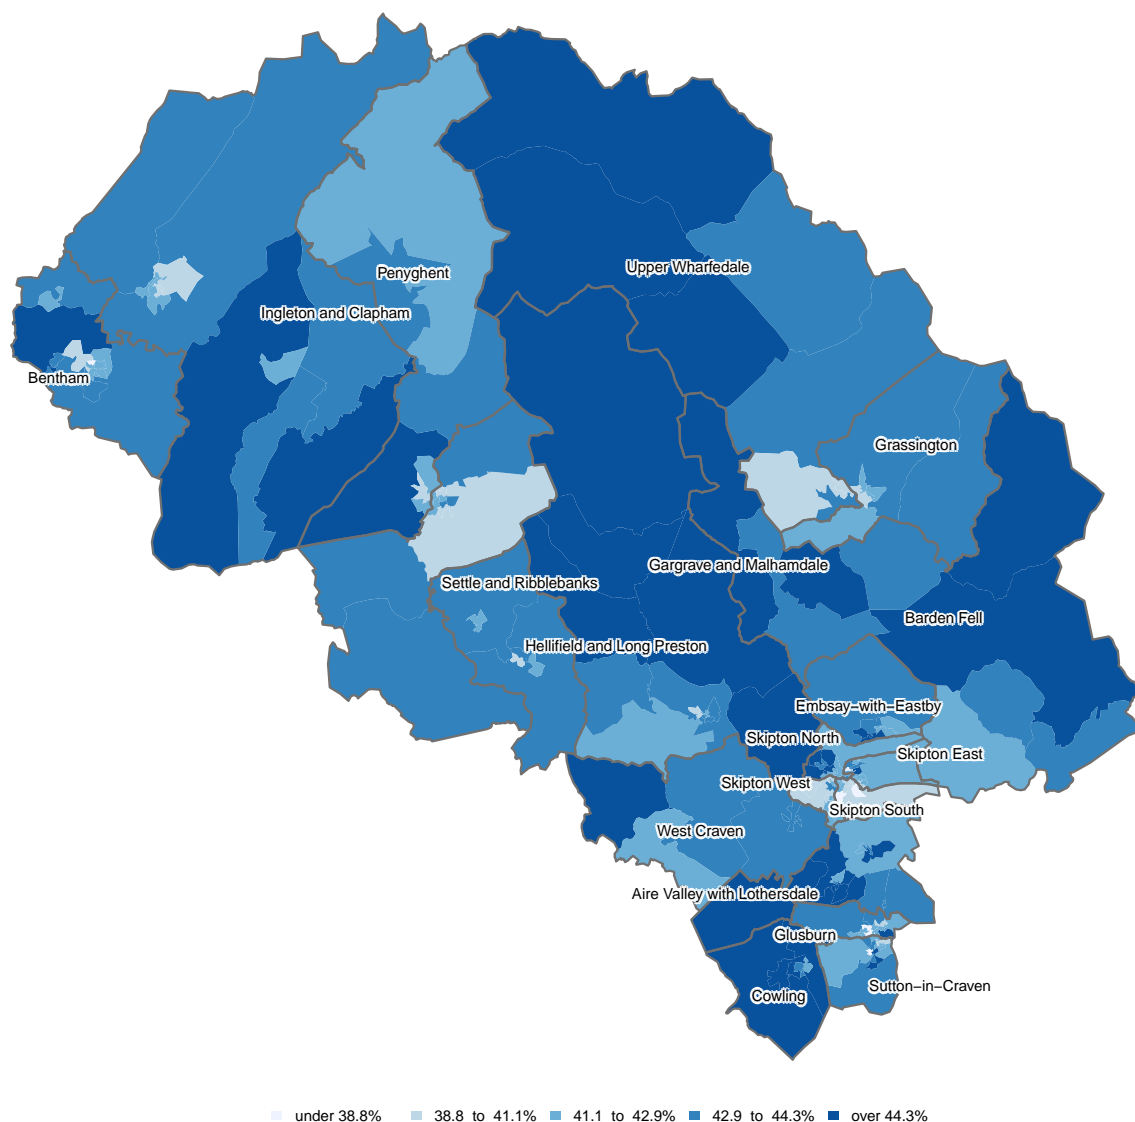 Upper Wharfedale
Penyghent
Ingleton and Clapham
Bentham
Grassington
Gargrave and Malhamdale
Settle and Ribblebanks
Barden Fell
Hellifield and Long Preston
Embsay−with−Eastby
Skipton North
Skipton East
Skipton West
Skipton South
West Craven
Aire Valley with Lothersdale
Glusburn
Sutton−in−Craven
Cowling
under 38.8% 38.8 to 41.1% 41.1 to 42.9% 42.9 to 44.3% over 44.3%